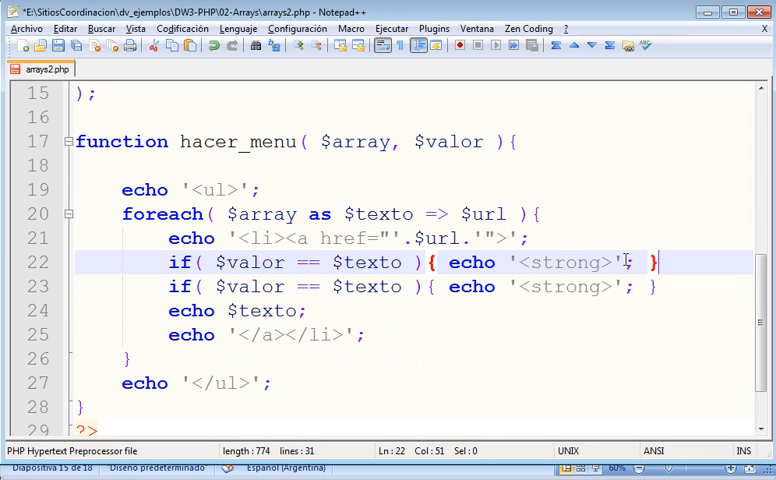 *E:\SitiosCoordinacion\dv_ejemplos\DW3-PHP\02-Arrays\arrays2.php - Notepad++
Archivo Editar Buscar Vista Codificación Lenguaje Configuración Macro Ejecutar Plugins Ventana Zen Coding ?
arrays2.php
15 );
16
17 function hacer_menu( $array, $valor ){
18
19 echo '<ul>';
20 foreach( $array as $texto => $url ){
21 echo '<li><a href="'.$url.'">';
22 if( $valor == $texto ){ echo '<strong>'; }
23 if( $valor == $texto ){ echo '<strong>'; }
24 echo $texto;
25 echo '</a></li>';
26 }
27 echo '</ul>';
28 }
29 ?>
PHP Hypertext Preprocessor file length : 774 lines : 31 Ln : 22 Col : 51 Sel : 0 UNIX ANSI INS
Diapositiva 15 de 18 "Diseño predeterminado" Español (Argentina) 60%